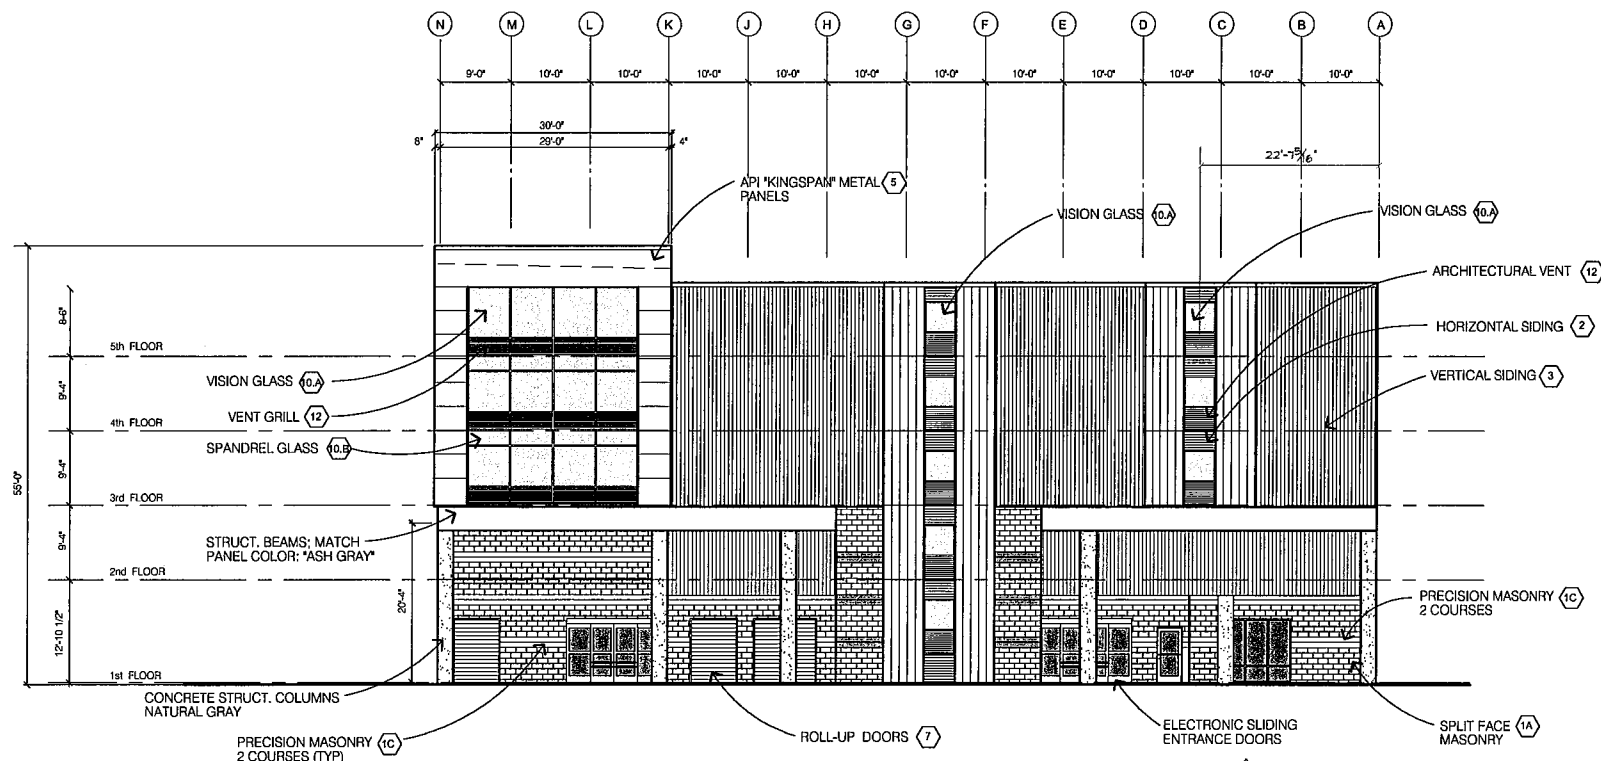 N M L K J H G F E D C B A
9'-0" 10'-0" 10'-0" 10'-0" 10'-0" 10'-0" 10'-0" 10'-0" 10'-0" 10'-0" 10'-0" 10'-0"
30'-0"
6" 29'-0" 4"
22'-7 5/16"
API "KINGSPAN" METAL 5
PANELS
VISION GLASS 10.A
VISION GLASS 10.A
ARCHITECTURAL VENT 12
HORIZONTAL SIDING 2
VERTICAL SIDING 3
8'-6"
5th FLOOR
VISION GLASS 10.A
9'-4"
VENT GRILL 12
4th FLOOR
SPANDREL GLASS 10.B
9'-4"
55'-0"
3rd FLOOR
STRUCT. BEAMS; MATCH
PANEL COLOR: "ASH GRAY"
9'-4"
2nd FLOOR
20'-4"
12'-10 1/2"
1st FLOOR
PRECISION MASONRY 1C
2 COURSES
CONCRETE STRUCT. COLUMNS
NATURAL GRAY
PRECISION MASONRY 1C
2 COURSES (TYP)
ROLL-UP DOORS 7
ELECTRONIC SLIDING
ENTRANCE DOORS
SPLIT FACE 1A
MASONRY